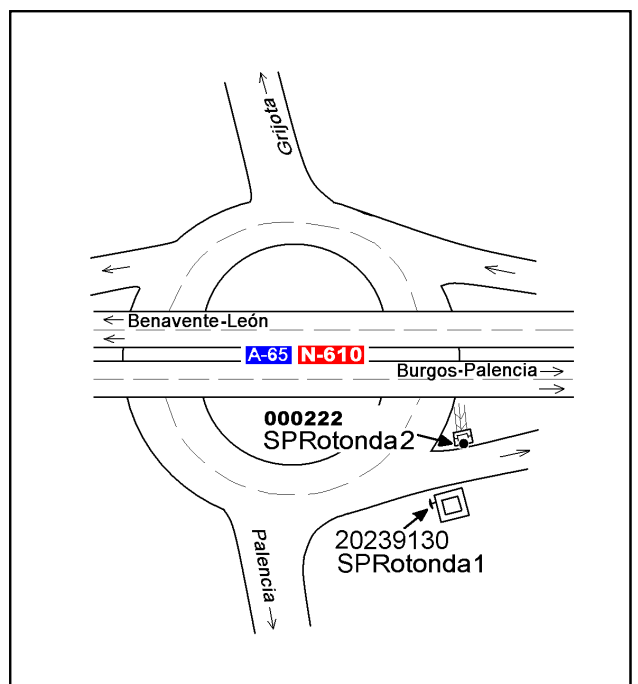 Grijota
Benavente-León
A-65 N-610
Burgos-Palencia
000222
SPRotonda2
20239130
SPRotonda1
Palencia